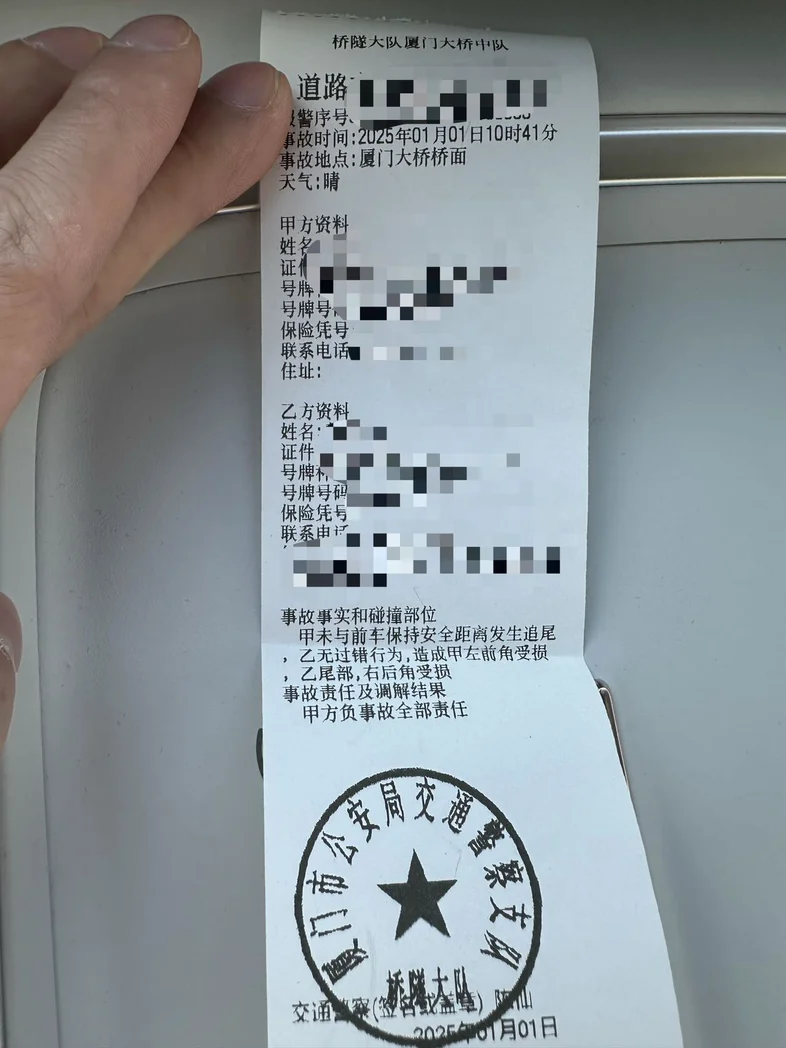 桥隧大队厦门大桥中队
道路
报警序号
事故时间:2025年01月01日10时41分
事故地点:厦门大桥桥面
天气:晴
甲方资料
姓名
证件
号牌
号牌号
保险凭号
联系电话
住址:
乙方资料
姓名:
证件
号牌种
号牌号码
保险凭号
联系电话
事故事实和碰撞部位
甲未与前车保持安全距离发生追尾
，乙无过错行为,造成甲左前角受损
，乙尾部,右后角受损
事故责任及调解结果
甲方负事故全部责任
厦门市公安局交通警察支队
桥隧大队
交通警察(签名或盖章)
2025年01月01日